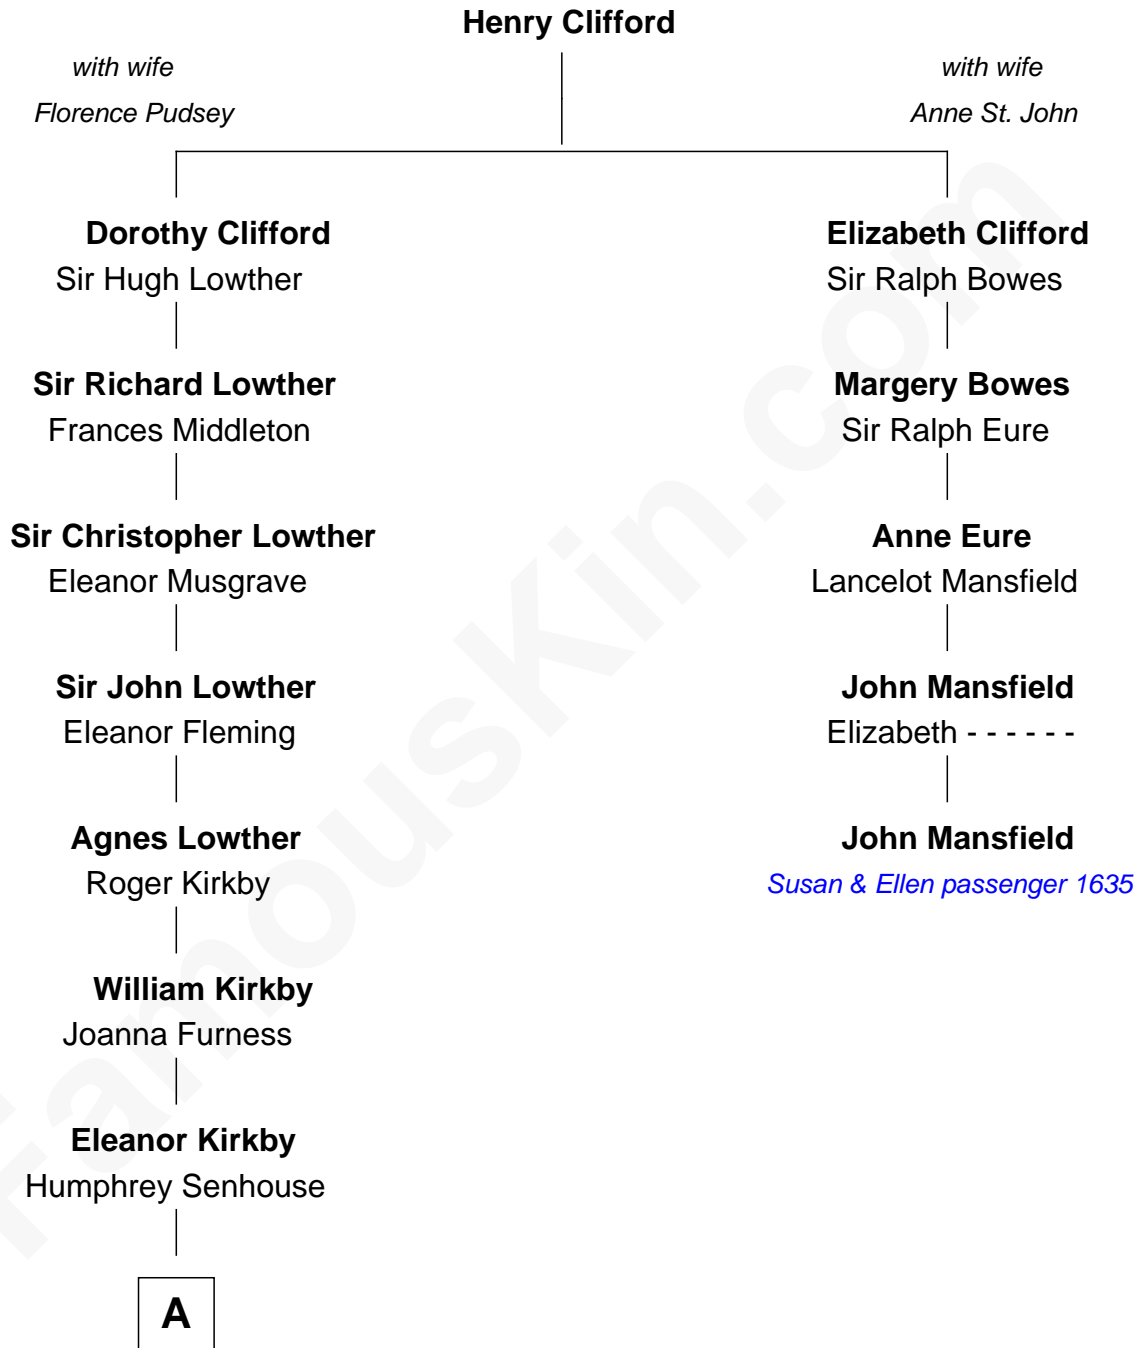 Henry Clifford
with wife
Florence Pudsey
with wife
Anne St. John
Dorothy Clifford
Sir Hugh Lowther
Elizabeth Clifford
Sir Ralph Bowes
Sir Richard Lowther
Frances Middleton
Margery Bowes
Sir Ralph Eure
Sir Christopher Lowther
Eleanor Musgrave
Anne Eure
Lancelot Mansfield
Sir John Lowther
Eleanor Fleming
John Mansfield
Elizabeth - - - - - -
Agnes Lowther
Roger Kirkby
John Mansfield
Susan & Ellen passenger 1635
William Kirkby
Joanna Furness
Eleanor Kirkby
Humphrey Senhouse
A
FamousKin.com